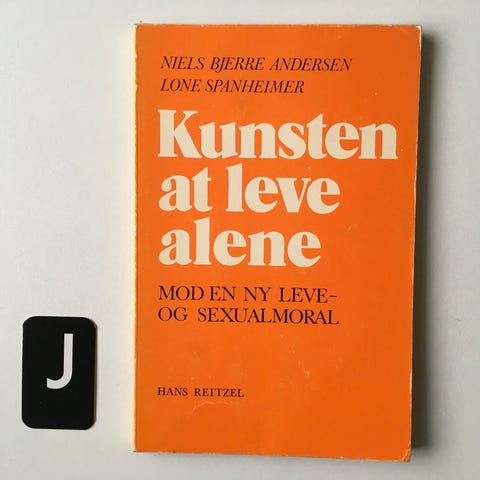 NIELS BJERRE ANDERSEN
LONE SPANHEIMER
Kunsten
at leve
alene
MOD EN NY LEVE-
OG SEXUALMORAL
HANS REITZEL
J